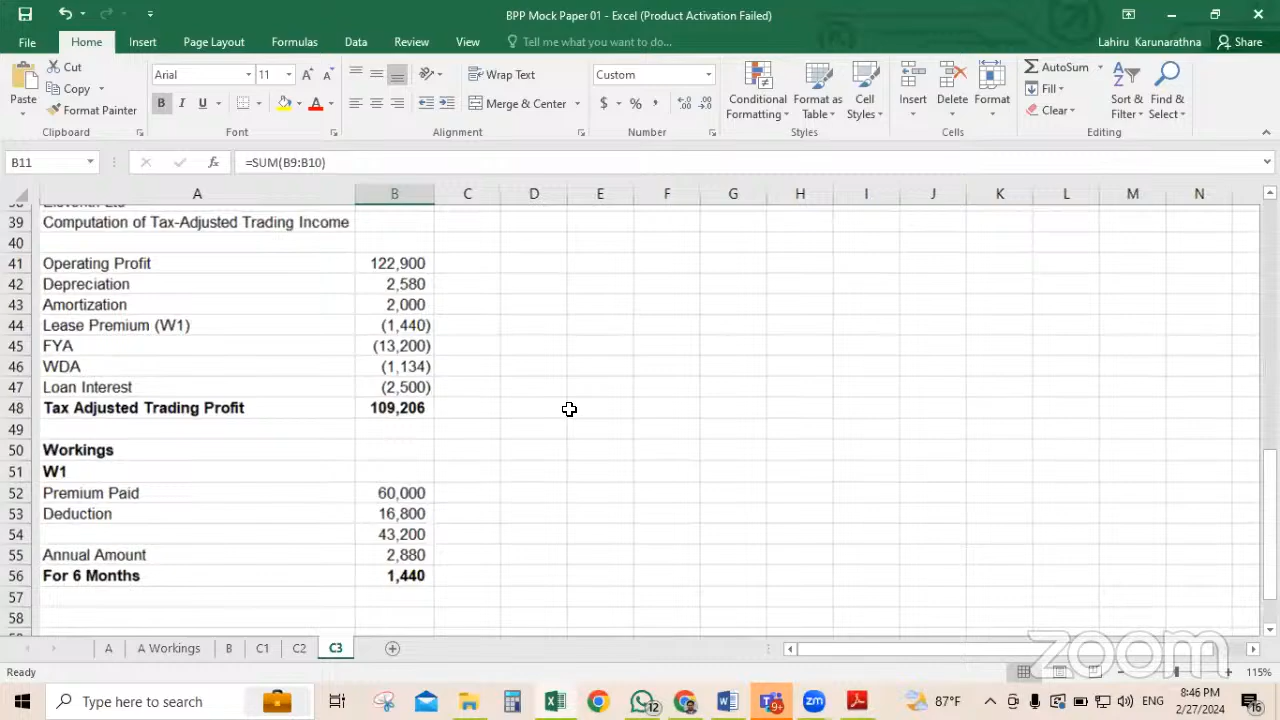 BPP Mock Paper 01 - Excel (Product Activation Failed)
File Home Insert Page Layout Formulas Data Review View Tell me what you want to do... Lahiru Karunarathna Share
Paste Cut Copy Format Painter Clipboard
Arial 11 A A B I U A Font
Wrap Text Merge & Center Alignment
Custom $ % , Number
Conditional Formatting Format as Table Cell Styles Styles
Insert Delete Format Cells
AutoSum Fill Clear Sort & Filter Find & Select Editing
B11 fx =SUM(B9:B10)
A B C D E F G H I J K L M N
39 Computation of Tax-Adjusted Trading Income
40
41 Operating Profit 122,900
42 Depreciation 2,580
43 Amortization 2,000
44 Lease Premium (W1) (1,440)
45 FYA (13,200)
46 WDA (1,134)
47 Loan Interest (2,500)
48 Tax Adjusted Trading Profit 109,206
49
50 Workings
51 W1
52 Premium Paid 60,000
53 Deduction 16,800
54 43,200
55 Annual Amount 2,880
56 For 6 Months 1,440
57
58
A A Workings B C1 C2 C3
zoom
Ready 115%
Type here to search 12 9+ 87°F ENG 8:46 PM 16
2/27/2024